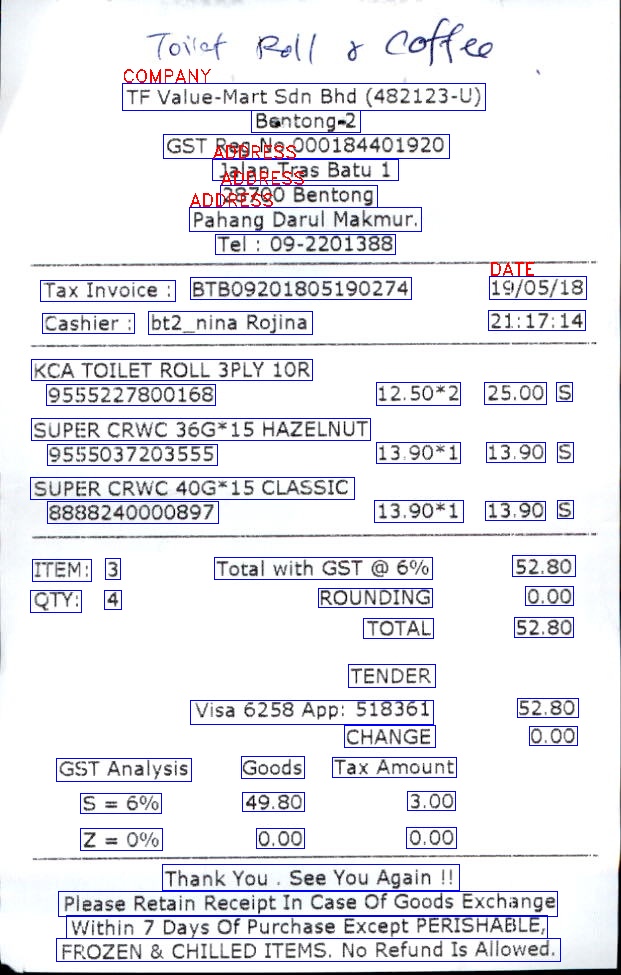 Toilet Roll & Coffee
COMPANY
TF Value-Mart Sdn Bhd (482123-U)
Bentong-2
GST Reg No 000184401920
ADDRESS
Jalan Tras Batu 1
ADDRESS
28700 Bentong
ADDRESS
Pahang Darul Makmur.
Tel : 09-2201388
DATE
Tax Invoice : BTB09201805190274 19/05/18
Cashier : bt2_nina Rojina 21:17:14
KCA TOILET ROLL 3PLY 10R
9555227800168 12.50*2 25.00 S
SUPER CRWC 36G*15 HAZELNUT
9555037203555 13.90*1 13.90 S
SUPER CRWC 40G*15 CLASSIC
8888240000897 13.90*1 13.90 S
ITEM: 3 Total with GST @ 6% 52.80
QTY: 4 ROUNDING 0.00
TOTAL 52.80
TENDER
Visa 6258 App: 518361 52.80
CHANGE 0.00
GST Analysis Goods Tax Amount
S = 6% 49.80 3.00
Z = 0% 0.00 0.00
Thank You . See You Again !!
Please Retain Receipt In Case Of Goods Exchange
Within 7 Days Of Purchase Except PERISHABLE,
FROZEN & CHILLED ITEMS. No Refund Is Allowed.